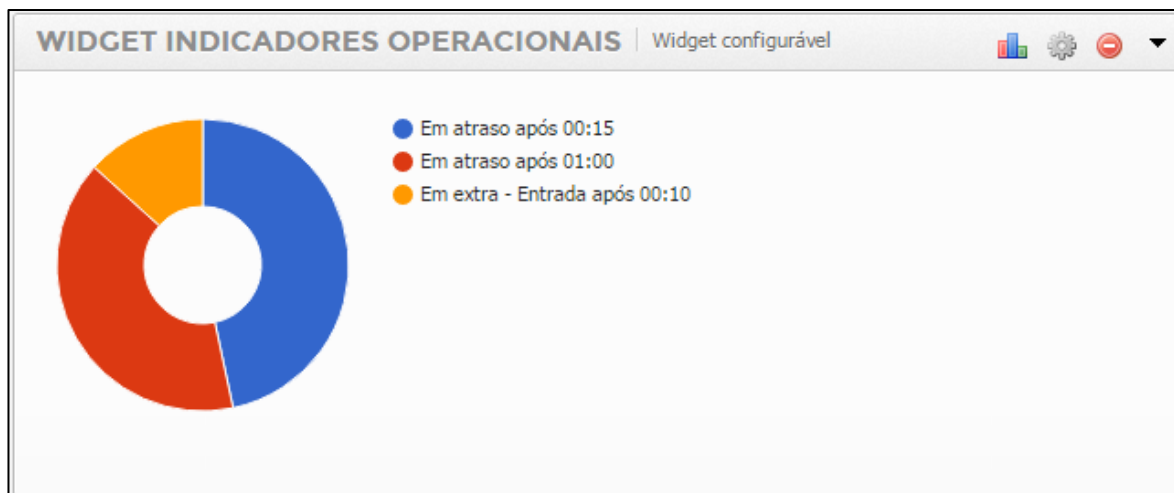 WIDGET INDICADORES OPERACIONAIS Widget configurável
Em atraso após 00:15
Em atraso após 01:00
Em extra - Entrada após 00:10